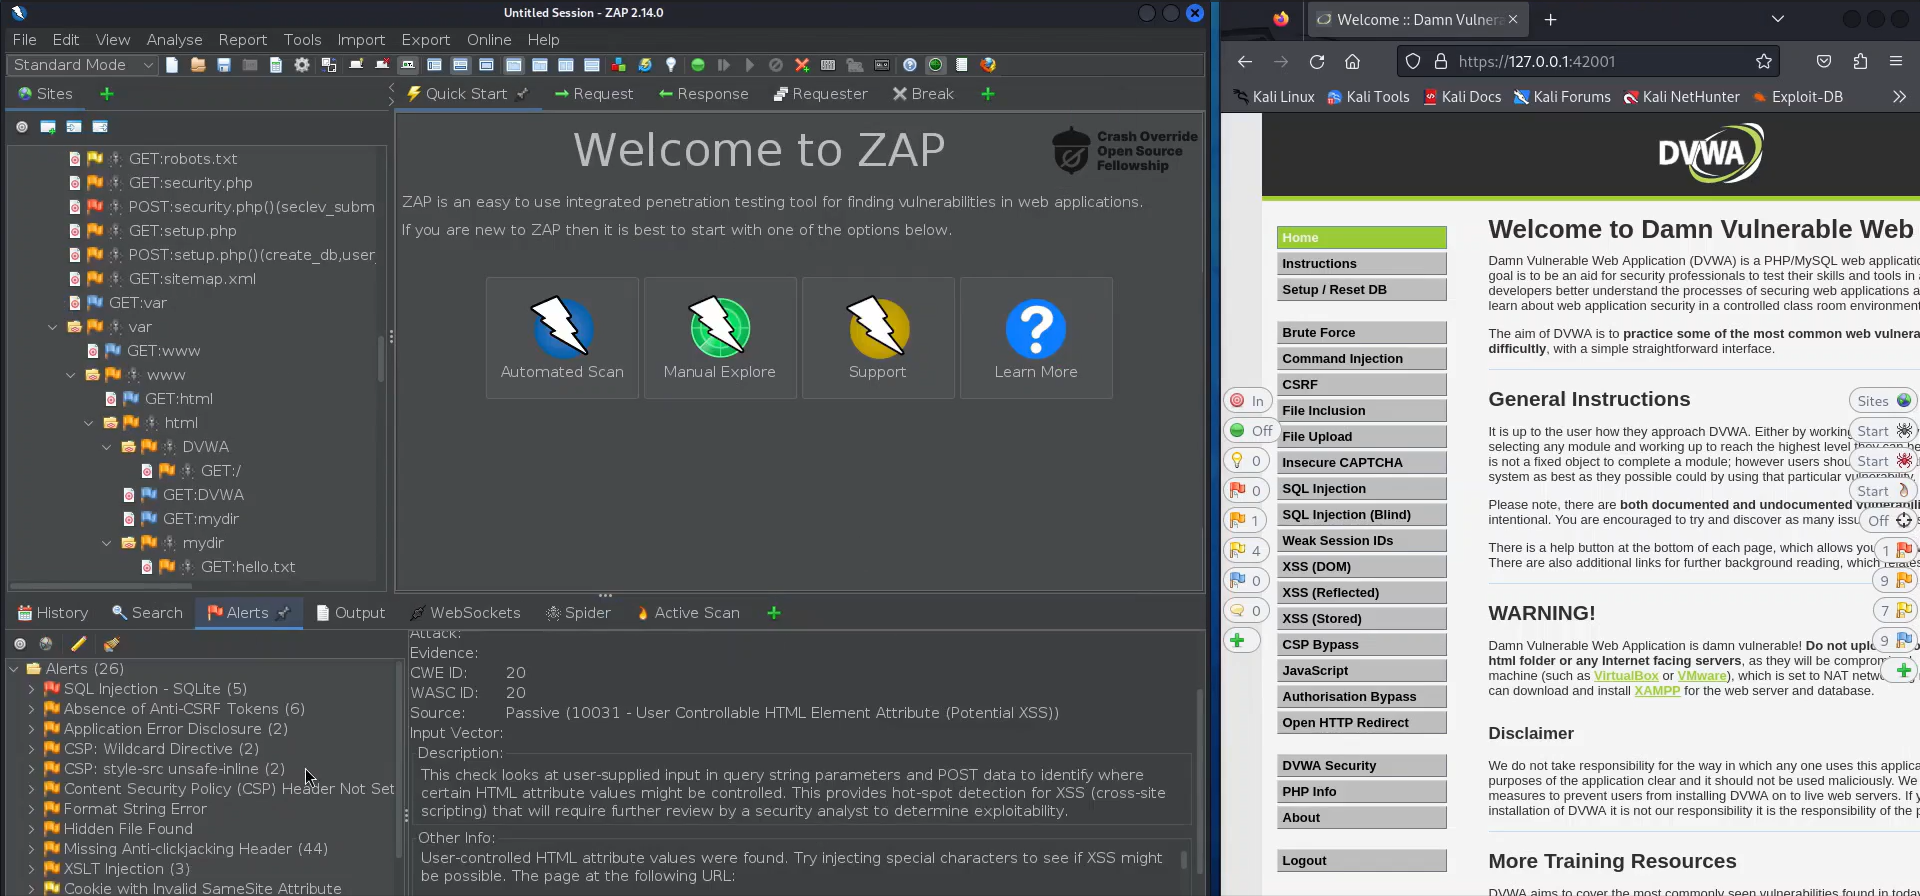 Untitled Session - ZAP 2.14.0
File Edit View Analyse Report Tools Import Export Online Help
Standard Mode
Sites
GET:robots.txt
GET:security.php
POST:security.php()(seclev_subm
GET:setup.php
POST:setup.php()(create_db,user_
GET:sitemap.xml
GET:var
var
GET:www
www
GET:html
html
DVWA
GET:/
GET:DVWA
GET:mydir
mydir
GET:hello.txt
Quick Start Request Response Requester Break
Welcome to ZAP
Crash Override
Open Source
Fellowship
ZAP is an easy to use integrated penetration testing tool for finding vulnerabilities in web applications.
If you are new to ZAP then it is best to start with one of the options below.
Automated Scan
Manual Explore
Support
Learn More
History Search Alerts Output WebSockets Spider Active Scan
Alerts (26)
SQL Injection - SQLite (5)
Absence of Anti-CSRF Tokens (6)
Application Error Disclosure (2)
CSP: Wildcard Directive (2)
CSP: style-src unsafe-inline (2)
Content Security Policy (CSP) Header Not Set
Format String Error
Hidden File Found
Missing Anti-clickjacking Header (44)
XSLT Injection (3)
Cookie with Invalid SameSite Attribute
Attack:
Evidence:
CWE ID: 20
WASC ID: 20
Source: Passive (10031 - User Controllable HTML Element Attribute (Potential XSS))
Input Vector:
Description:
This check looks at user-supplied input in query string parameters and POST data to identify where
certain HTML attribute values might be controlled. This provides hot-spot detection for XSS (cross-site
scripting) that will require further review by a security analyst to determine exploitability.
Other Info:
User-controlled HTML attribute values were found. Try injecting special characters to see if XSS might
be possible. The page at the following URL:
Welcome :: Damn Vulnera
https://127.0.0.1:42001
Kali Linux Kali Tools Kali Docs Kali Forums Kali NetHunter Exploit-DB
DVWA
Home
Instructions
Setup / Reset DB
Brute Force
Command Injection
CSRF
File Inclusion
File Upload
Insecure CAPTCHA
SQL Injection
SQL Injection (Blind)
Weak Session IDs
XSS (DOM)
XSS (Reflected)
XSS (Stored)
CSP Bypass
JavaScript
Authorisation Bypass
Open HTTP Redirect
DVWA Security
PHP Info
About
Logout
In
Off
0
0
1
4
0
0
Welcome to Damn Vulnerable Web
Damn Vulnerable Web Application (DVWA) is a PHP/MySQL web applicatio
goal is to be an aid for security professionals to test their skills and tools in
developers better understand the processes of securing web applications a
learn about web application security in a controlled class room environment
The aim of DVWA is to practice some of the most common web vulnera
difficultly, with a simple straightforward interface.
General Instructions
It is up to the user how they approach DVWA. Either by working
selecting any module and working up to reach the highest level they can be
is not a fixed object to complete a module; however users shou
system as best as they possible could by using that particular vulnerability.
Please note, there are both documented and undocumented vulnerabili
intentional. You are encouraged to try and discover as many issu
There is a help button at the bottom of each page, which allows you
There are also additional links for further background reading, which relates
WARNING!
Damn Vulnerable Web Application is damn vulnerable! Do not uplo
html folder or any Internet facing servers, as they will be comprom
machine (such as VirtualBox or VMware), which is set to NAT netw
can download and install XAMPP for the web server and database.
Disclaimer
We do not take responsibility for the way in which any one uses this applica
purposes of the application clear and it should not be used maliciously. We
measures to prevent users from installing DVWA on to live web servers. If y
installation of DVWA it is not our responsibility it is the responsibility of the p
More Training Resources
DVWA aims to cover the most commonly seen vulnerabilities found in today
Sites
Start
Start
Start
Off
1
9
7
9